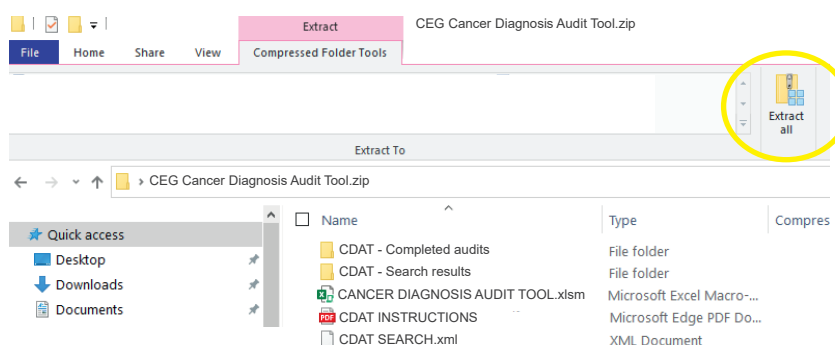 Extract
CEG Cancer Diagnosis Audit Tool.zip
File Home Share View Compressed Folder Tools
Extract
all
Extract To
CEG Cancer Diagnosis Audit Tool.zip
Name Type Compres
Quick access
CDAT - Completed audits File folder
Desktop
CDAT - Search results File folder
Downloads
CANCER DIAGNOSIS AUDIT TOOL.xlsm Microsoft Excel Macro-...
Documents
PDF CDAT INSTRUCTIONS Microsoft Edge PDF Do...
CDAT SEARCH.xml XML Document